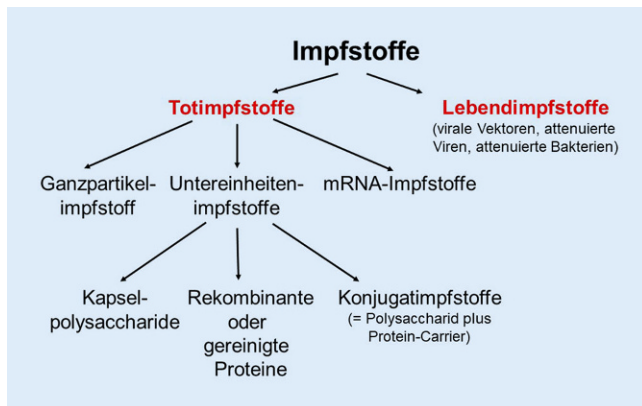 Impfstoffe
Totimpfstoffe
Lebendimpfstoffe
(virale Vektoren, attenuierte
Viren, attenuierte Bakterien)
Ganzpartikel-
impfstoff
Untereinheiten-
impfstoffe
mRNA-Impfstoffe
Kapsel-
polysaccharide
Rekombinante
oder
gereinigte
Proteine
Konjugatimpfstoffe
(= Polysaccharid plus
Protein-Carrier)